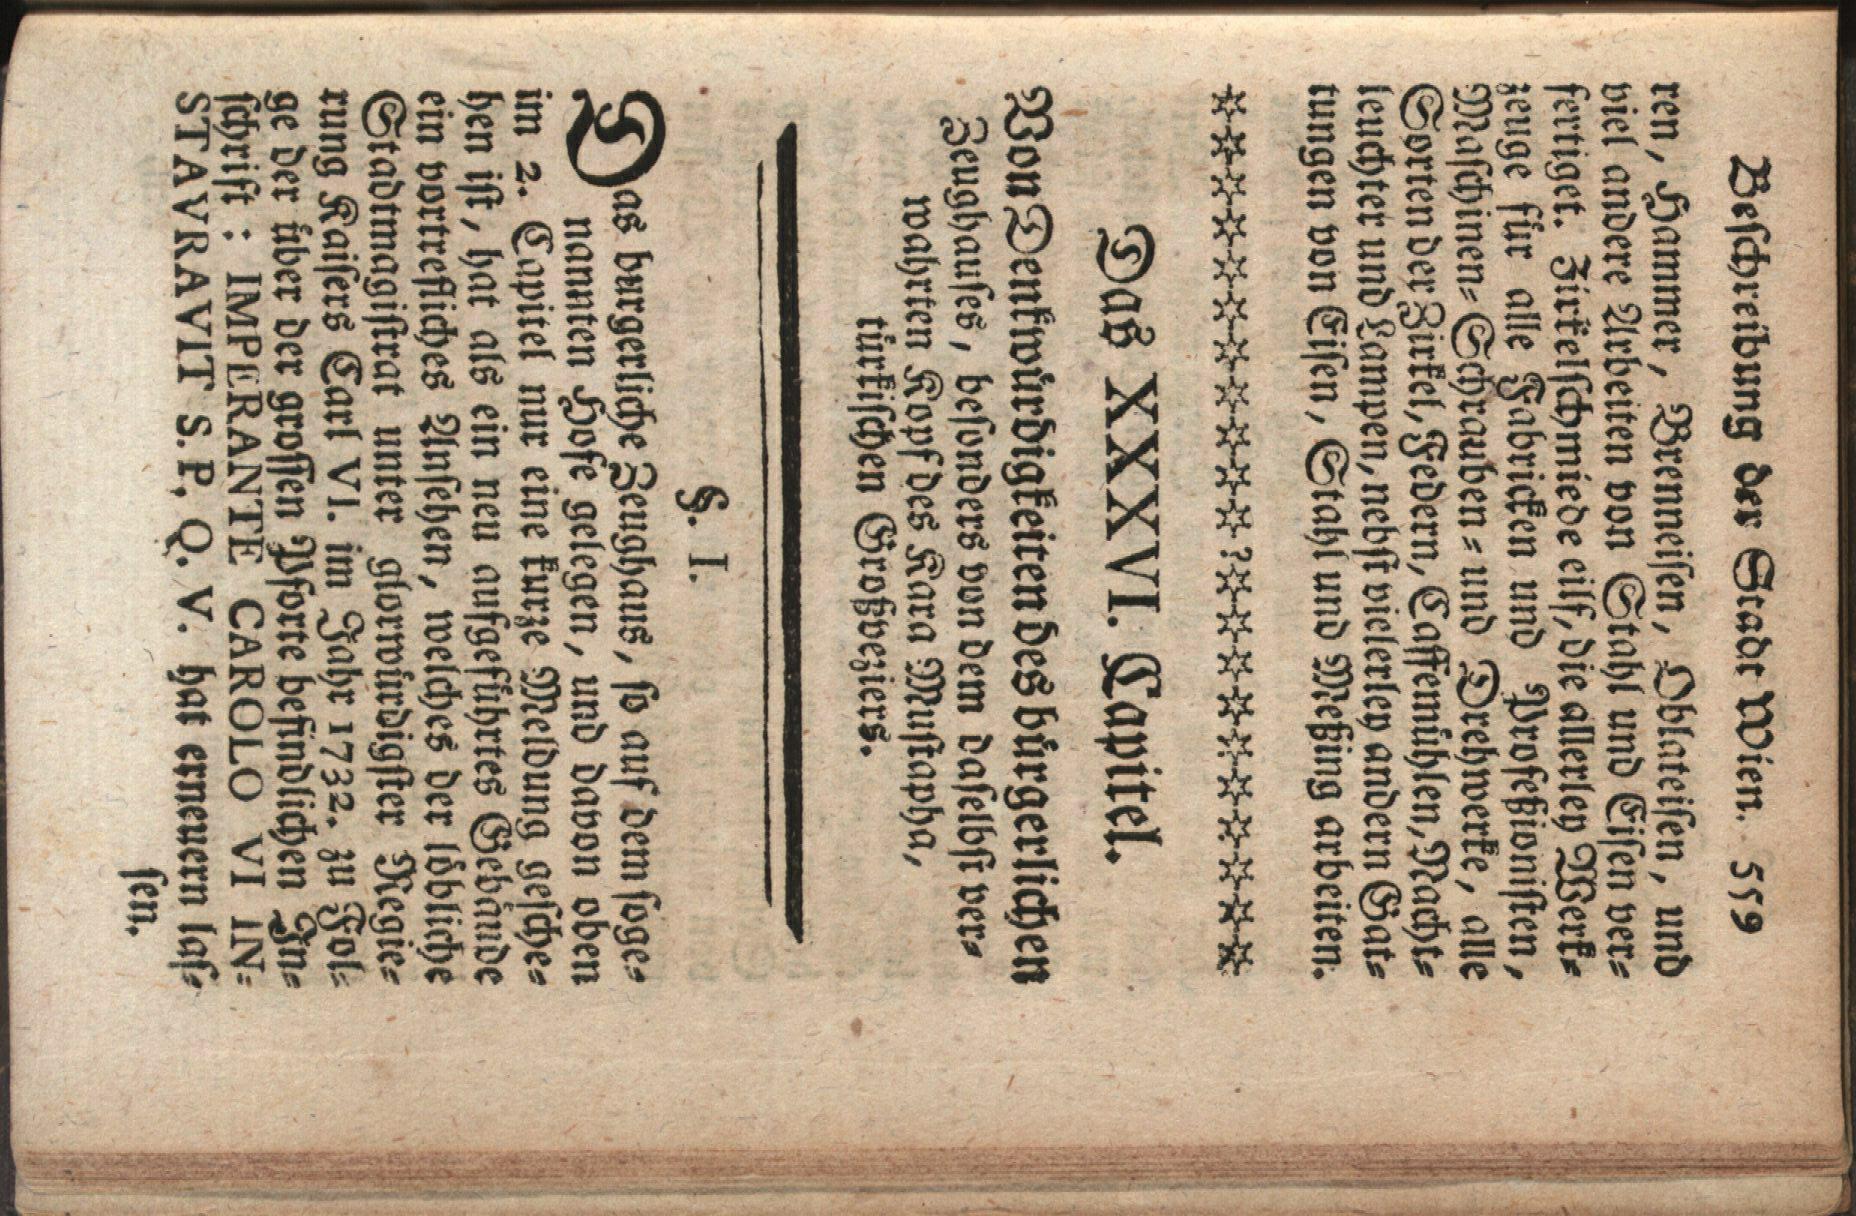 Beschreibung der Stadt Wien. 559
ren, Hammer, Brenneisen, Oblateisen, und
viel andere Arbeiten von Stahl und Eisen ver⸗
fertiget. Zirkelschmiede eilf, die allerley Werk⸗
zeuge für alle Fabricken und Profeßionisten,
Maschinen⸗Schrauben⸗ und Drehwerke, alle
Sorten der Zirkel, Federn, Caffemühlen, Nacht⸗
leuchter und Lampen, nebst vielerley andern Gat⸗
tungen von Eisen, Stahl und Meßing arbeiten.
Das XXXVI. Capitel.
Von Denkwürdigkeiten des bürgerlichen
Zeughauses, besonders von dem daselbst ver⸗
wahrten Kopf des Kara Mustapha,
türkischen Großveziers.
§. I.
Das burgerliche Zeughaus, so auf dem soge⸗
nannten Hofe gelegen, und davon oben
im 2. Capitel nur eine kurze Meldung gesche⸗
hen ist, hat als ein neu aufgeführtes Gebäude
ein vortrefliches Ansehen, welches der löbliche
Stadtmagistrat unter glorwürdigster Regie⸗
rung Kaisers Carl VI. im Jahr 1732. zu Fol⸗
ge der über der grossen Pforte befindlichen In⸗
schrift: IMPERANTE CAROLO VI IN⸗
STAVRAVIT S. P. Q. V. hat erneuern las⸗
sen.